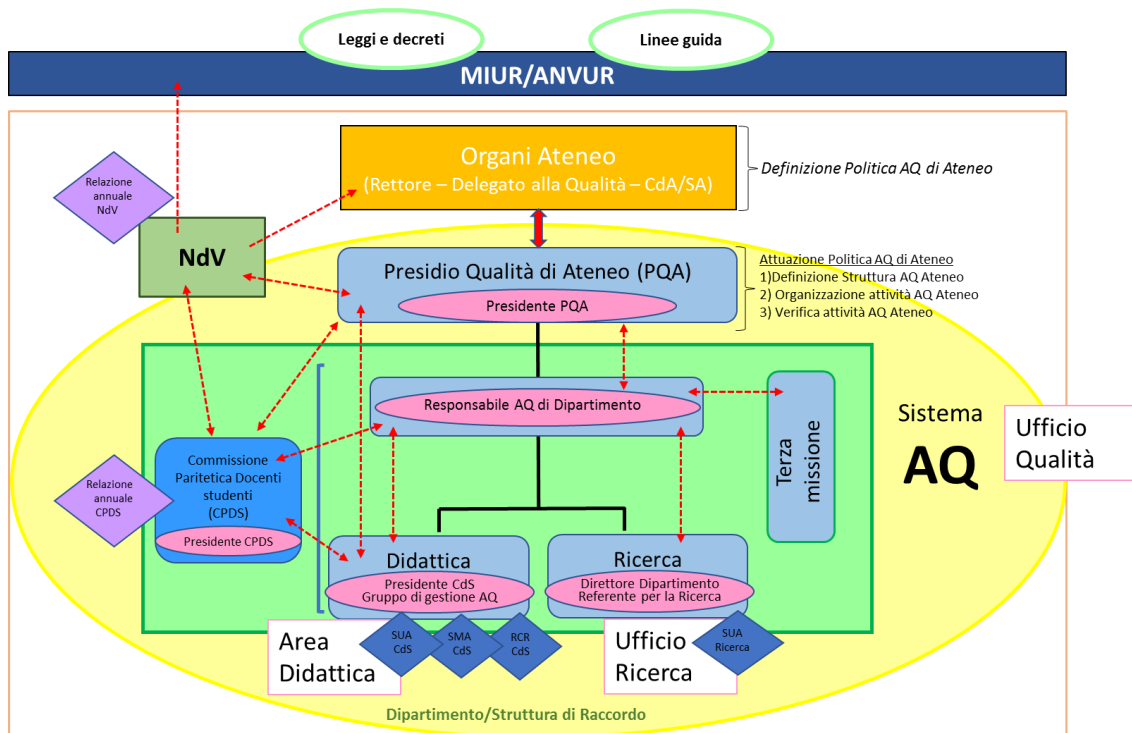 Leggi e decreti
Linee guida
MIUR/ANVUR
Organi Ateneo
(Rettore – Delegato alla Qualità – CdA/SA)
Definizione Politica AQ di Ateneo
Relazione
annuale
NdV
NdV
Presidio Qualità di Ateneo (PQA)
Presidente PQA
Attuazione Politica AQ di Ateneo
1)Definizione Struttura AQ Ateneo
2) Organizzazione attività AQ Ateneo
3) Verifica attività AQ Ateneo
Responsabile AQ di Dipartimento
Terza
missione
Sistema
AQ
Ufficio
Qualità
Commissione
Paritetica Docenti
studenti
(CPDS)
Presidente CPDS
Relazione
annuale
CPDS
Didattica
Presidente CdS
Gruppo di gestione AQ
Ricerca
Direttore Dipartimento
Referente per la Ricerca
Area
Didattica
SUA
CdS
SMA
CdS
RCR
CdS
Ufficio
Ricerca
SUA
Ricerca
Dipartimento/Struttura di Raccordo